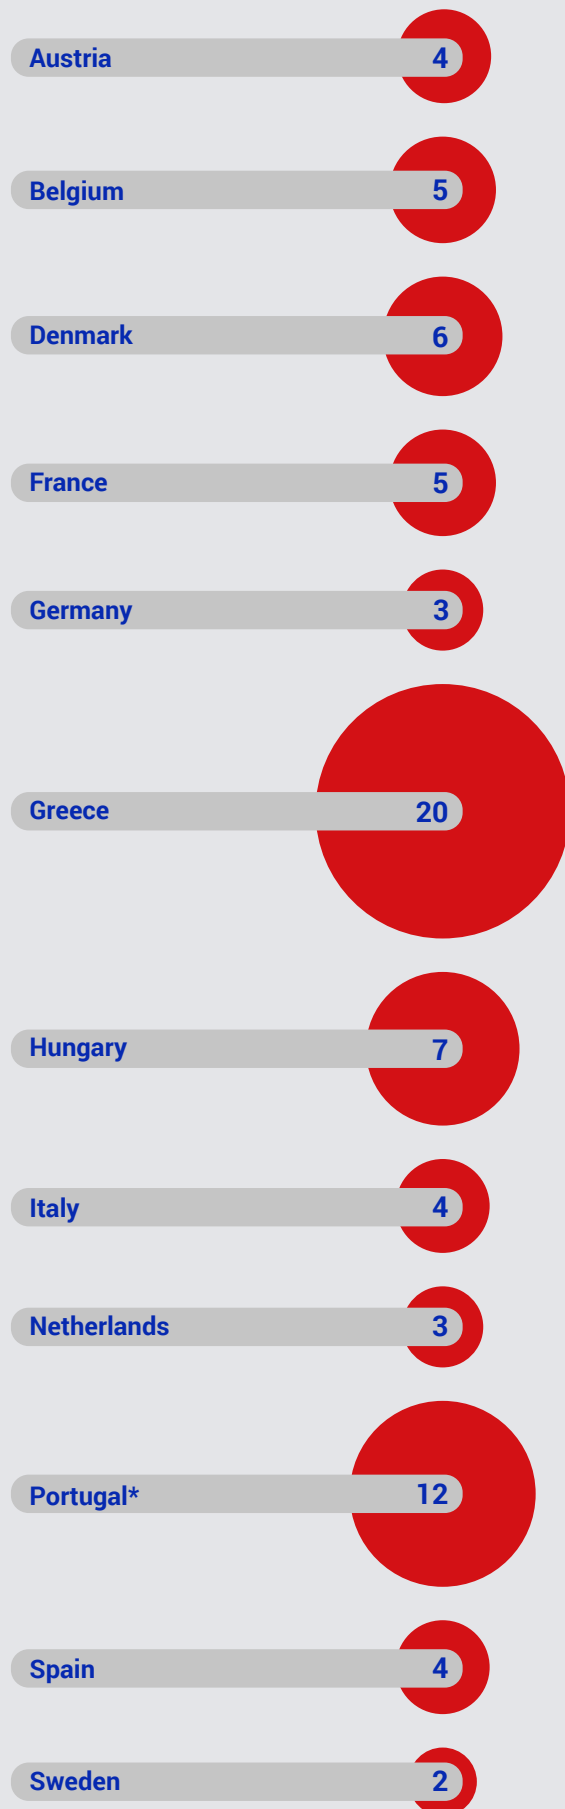 Austria 4
Belgium 5
Denmark 6
France 5
Germany 3
Greece 20
Hungary 7
Italy 4
Netherlands 3
Portugal* 12
Spain 4
Sweden 2